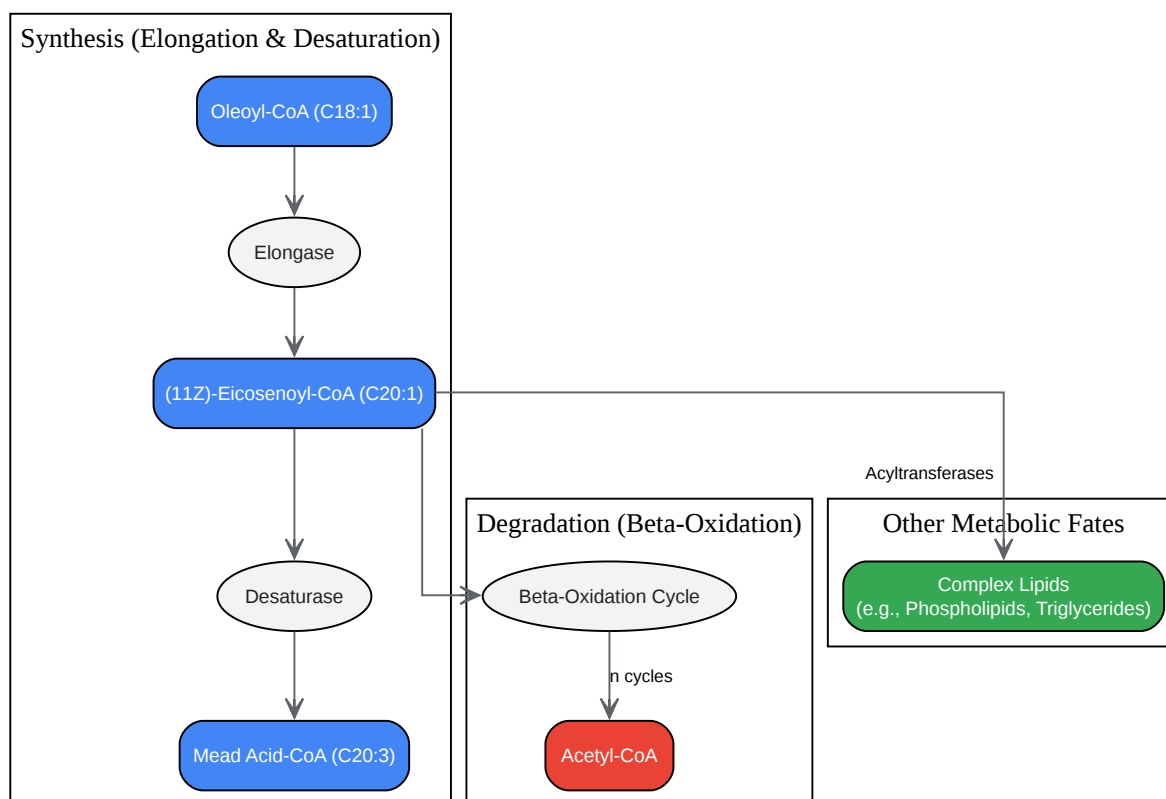 Synthesis (Elongation & Desaturation)
Oleoyl-CoA (C18:1)
Elongase
(11Z)-Eicosenoyl-CoA (C20:1)
Desaturase
Mead Acid-CoA (C20:3)
Degradation (Beta-Oxidation)
Beta-Oxidation Cycle
n cycles
Acetyl-CoA
Acyltransferases
Other Metabolic Fates
Complex Lipids
(e.g., Phospholipids, Triglycerides)